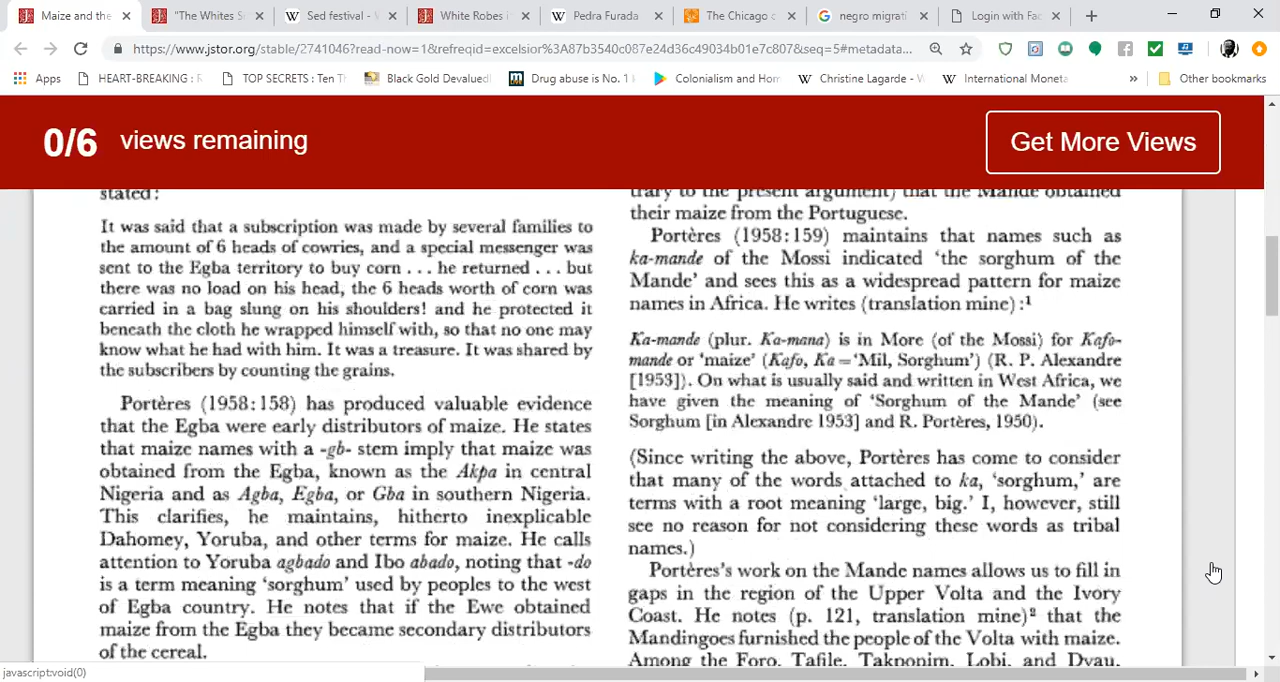 Maize and the
"The Whites S
Sed festival - 
White Robes i
Pedra Furada
The Chicago
negro migrati
Login with Fac
https://www.jstor.org/stable/2741046?read-now=1&refreqid=excelsior%3A87b3540c087e24d36c49034b01e7c807&seq=5#metadata...
Apps
HEART-BREAKING : 
TOP SECRETS : Ten Th
Black Gold Devalued
Drug abuse is No. 1
Colonialism and Hom
Christine Lagarde - W
International Moneta
»
Other bookmarks
0/6 views remaining
Get More Views
stated:
It was said that a subscription was made by several families to
the amount of 6 heads of cowries, and a special messenger was
sent to the Egba territory to buy corn . . . he returned . . . but
there was no load on his head, the 6 heads worth of corn was
carried in a bag slung on his shoulders! and he protected it
beneath the cloth he wrapped himself with, so that no one may
know what he had with him. It was a treasure. It was shared by
the subscribers by counting the grains.
Portères (1958:158) has produced valuable evidence
that the Egba were early distributors of maize. He states
that maize names with a -gb- stem imply that maize was
obtained from the Egba, known as the Akpa in central
Nigeria and as Agba, Egba, or Gba in southern Nigeria.
This clarifies, he maintains, hitherto inexplicable
Dahomey, Yoruba, and other terms for maize. He calls
attention to Yoruba agbado and Ibo abado, noting that -do
is a term meaning 'sorghum' used by peoples to the west
of Egba country. He notes that if the Ewe obtained
maize from the Egba they became secondary distributors
of the cereal.
trary to the present argument) that the Mande obtained
their maize from the Portuguese.
Portères (1958:159) maintains that names such as
ka-mande of the Mossi indicated 'the sorghum of the
Mande' and sees this as a widespread pattern for maize
names in Africa. He writes (translation mine):¹
Ka-mande (plur. Ka-mana) is in More (of the Mossi) for Kafo-
mande or 'maize' (Kafo, Ka = 'Mil, Sorghum') (R. P. Alexandre
[1953]). On what is usually said and written in West Africa, we
have given the meaning of 'Sorghum of the Mande' (see
Sorghum [in Alexandre 1953] and R. Portères, 1950).
(Since writing the above, Portères has come to consider
that many of the words attached to ka, 'sorghum,' are
terms with a root meaning 'large, big.' I, however, still
see no reason for not considering these words as tribal
names.)
Portères's work on the Mande names allows us to fill in
gaps in the region of the Upper Volta and the Ivory
Coast. He notes (p. 121, translation mine)² that the
Mandingoes furnished the people of the Volta with maize.
Among the Foro, Tafile, Takponim, Lobi, and Dyau,
javascript:void(0)